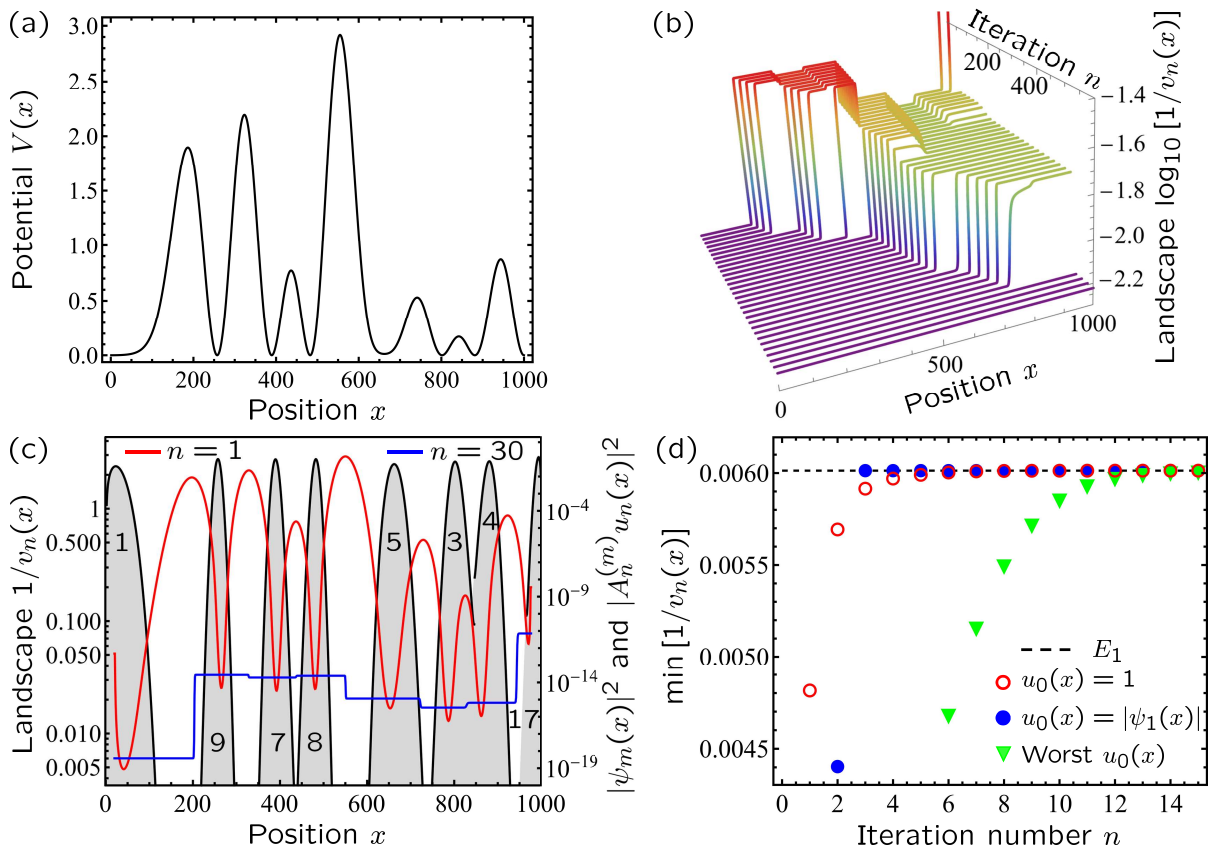 (a)
3.0
2.5
2.0
1.5
1.0
0.5
0.0
Potential V(x)
0 200 400 600 800 1000
Position x
(b)
Iteration n
200
400
−1.4
−1.6
−1.8
−2.0
−2.2
Landscape log₁₀[1/vₙ(x)]
0
500
1000
Position x
(c)
n = 1
n = 30
1
0.500
0.100
0.050
0.010
0.005
Landscape 1/vₙ(x)
10⁻⁴
10⁻⁹
10⁻¹⁴
10⁻¹⁹
|ψₘ(x)|² and |Aₙ⁽ᵐ⁾uₙ(x)|²
1
9
7
8
5
3
4
17
0 200 400 600 800 1000
Position x
(d)
0.0060
0.0055
0.0050
0.0045
min [1/vₙ(x)]
E₁
u₀(x) = 1
u₀(x) = |ψ₁(x)|
Worst u₀(x)
0 2 4 6 8 10 12 14
Iteration number n